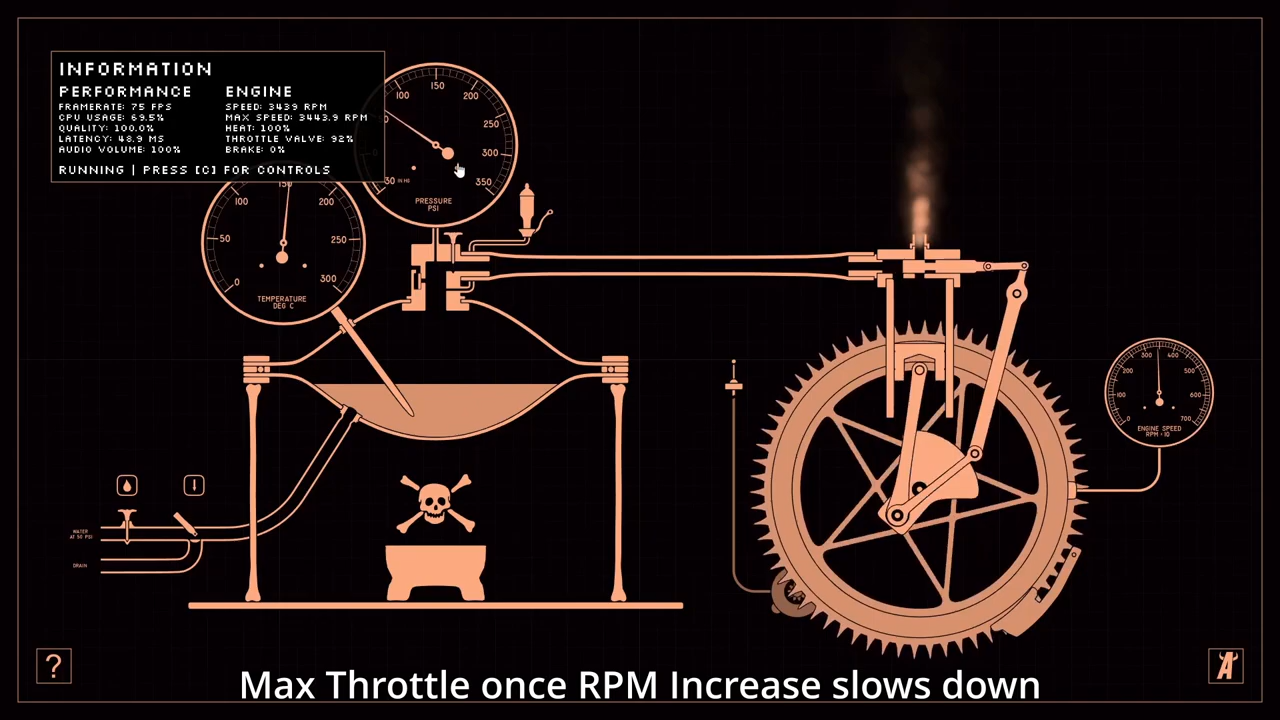 INFORMATION
PERFORMANCE
FRAMERATE: 75 FPS
CPU USAGE: 69.5%
QUALITY: 100.0%
LATENCY: 48.9 MS
AUDIO VOLUME: 100%
ENGINE
SPEED: 3439 RPM
MAX SPEED: 3443.9 RPM
HEAT: 100%
THROTTLE VALVE: 92%
BRAKE: 0%
RUNNING | PRESS [C] FOR CONTROLS
100 150 200 250 300 350
30 IN HG
PRESSURE
PSI
0 50 100 150 200 250 300
TEMPERATURE
DEG C
0 100 200 300 400 500 600 700
ENGINE SPEED
RPM × 10
WATER
AT 50 PSI
DRAIN
?
A
Max Throttle once RPM Increase slows down